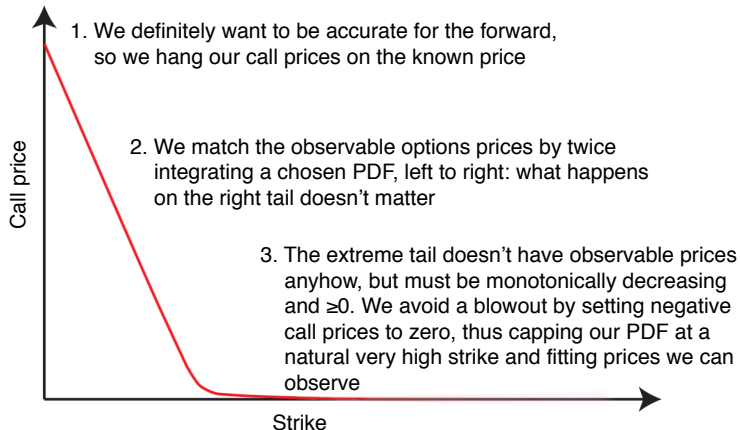 1. We definitely want to be accurate for the forward,
so we hang our call prices on the known price
Call price
2. We match the observable options prices by twice
integrating a chosen PDF, left to right: what happens
on the right tail doesn’t matter
3. The extreme tail doesn’t have observable prices
anyhow, but must be monotonically decreasing
and ≥0. We avoid a blowout by setting negative
call prices to zero, thus capping our PDF at a
natural very high strike and fitting prices we can
observe
Strike